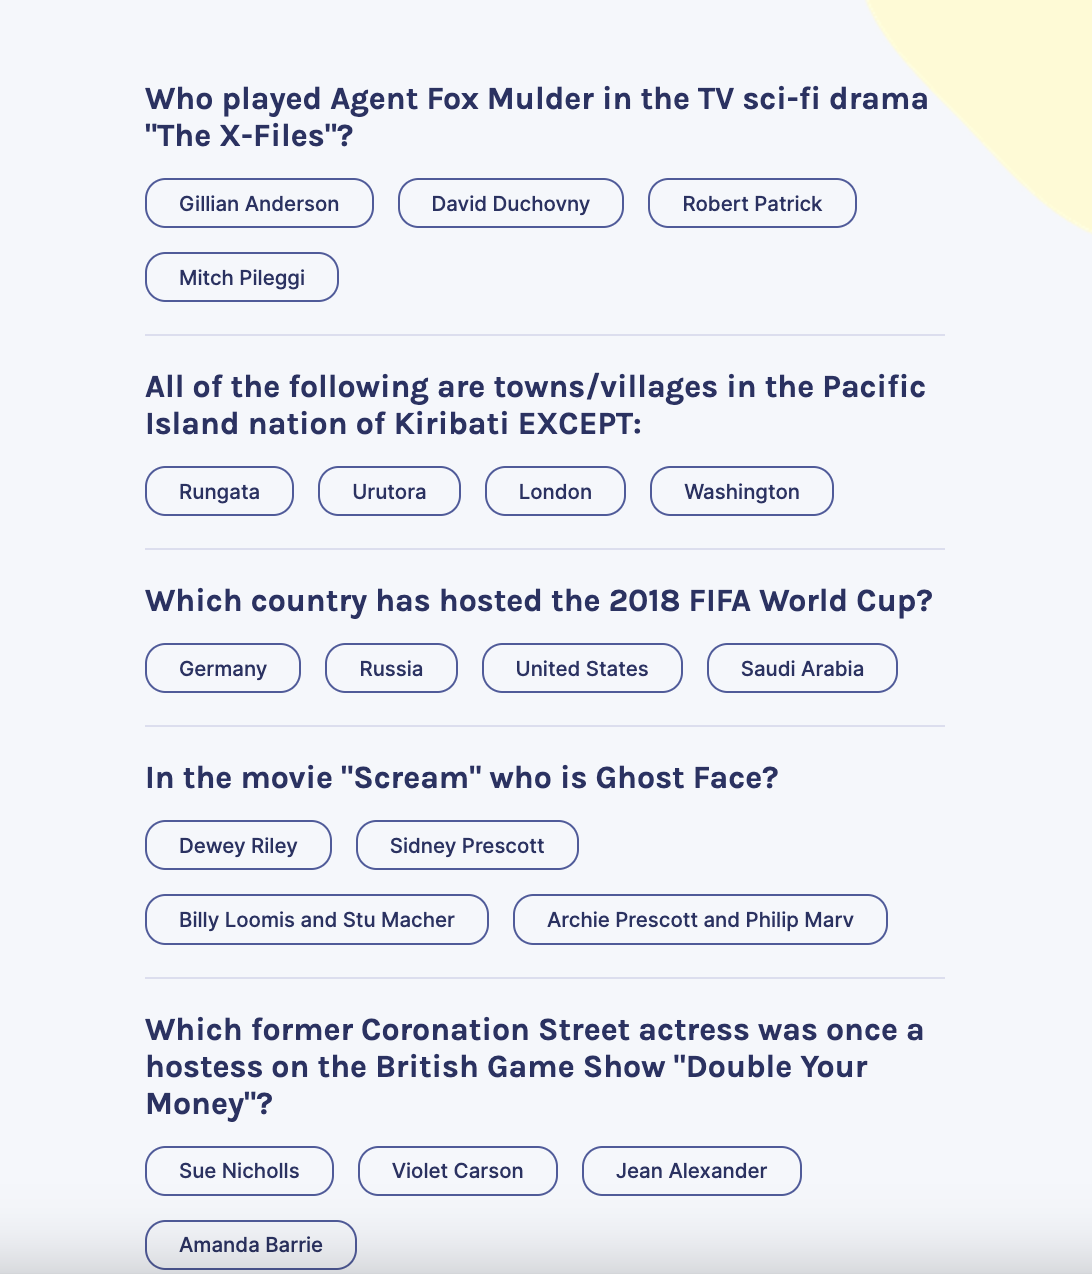 Who played Agent Fox Mulder in the TV sci-fi drama
"The X-Files"?
Gillian Anderson
David Duchovny
Robert Patrick
Mitch Pileggi
All of the following are towns/villages in the Pacific
Island nation of Kiribati EXCEPT:
Rungata
Urutora
London
Washington
Which country has hosted the 2018 FIFA World Cup?
Germany
Russia
United States
Saudi Arabia
In the movie "Scream" who is Ghost Face?
Dewey Riley
Sidney Prescott
Billy Loomis and Stu Macher
Archie Prescott and Philip Marv
Which former Coronation Street actress was once a
hostess on the British Game Show "Double Your
Money"?
Sue Nicholls
Violet Carson
Jean Alexander
Amanda Barrie